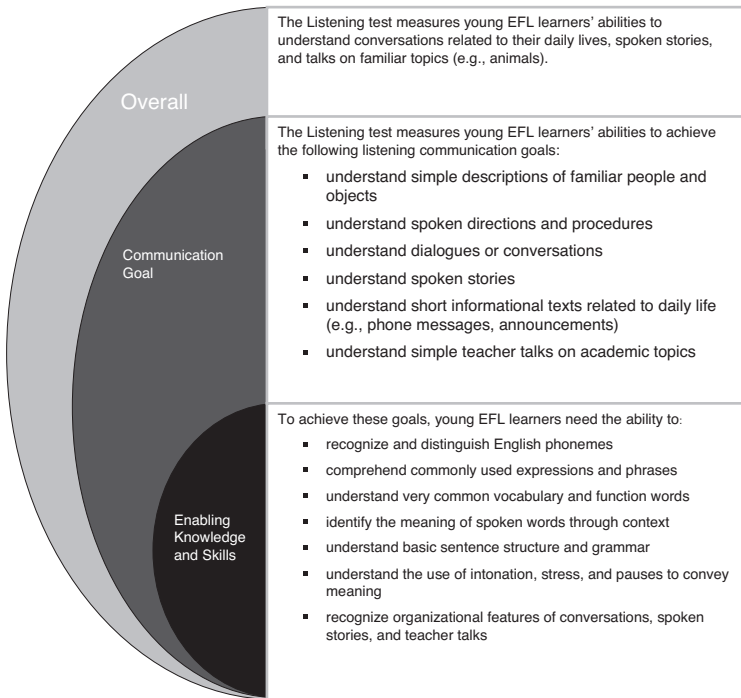 The Listening test measures young EFL learners' abilities to
understand conversations related to their daily lives, spoken stories,
and talks on familiar topics (e.g., animals).
Overall
The Listening test measures young EFL learners' abilities to achieve
the following listening communication goals:
▪ understand simple descriptions of familiar people and
objects
▪ understand spoken directions and procedures
▪ understand dialogues or conversations
▪ understand spoken stories
▪ understand short informational texts related to daily life
(e.g., phone messages, announcements)
▪ understand simple teacher talks on academic topics
Communication
Goal
To achieve these goals, young EFL learners need the ability to:
▪ recognize and distinguish English phonemes
▪ comprehend commonly used expressions and phrases
▪ understand very common vocabulary and function words
▪ identify the meaning of spoken words through context
▪ understand basic sentence structure and grammar
▪ understand the use of intonation, stress, and pauses to convey
meaning
▪ recognize organizational features of conversations, spoken
stories, and teacher talks
Enabling
Knowledge
and Skills